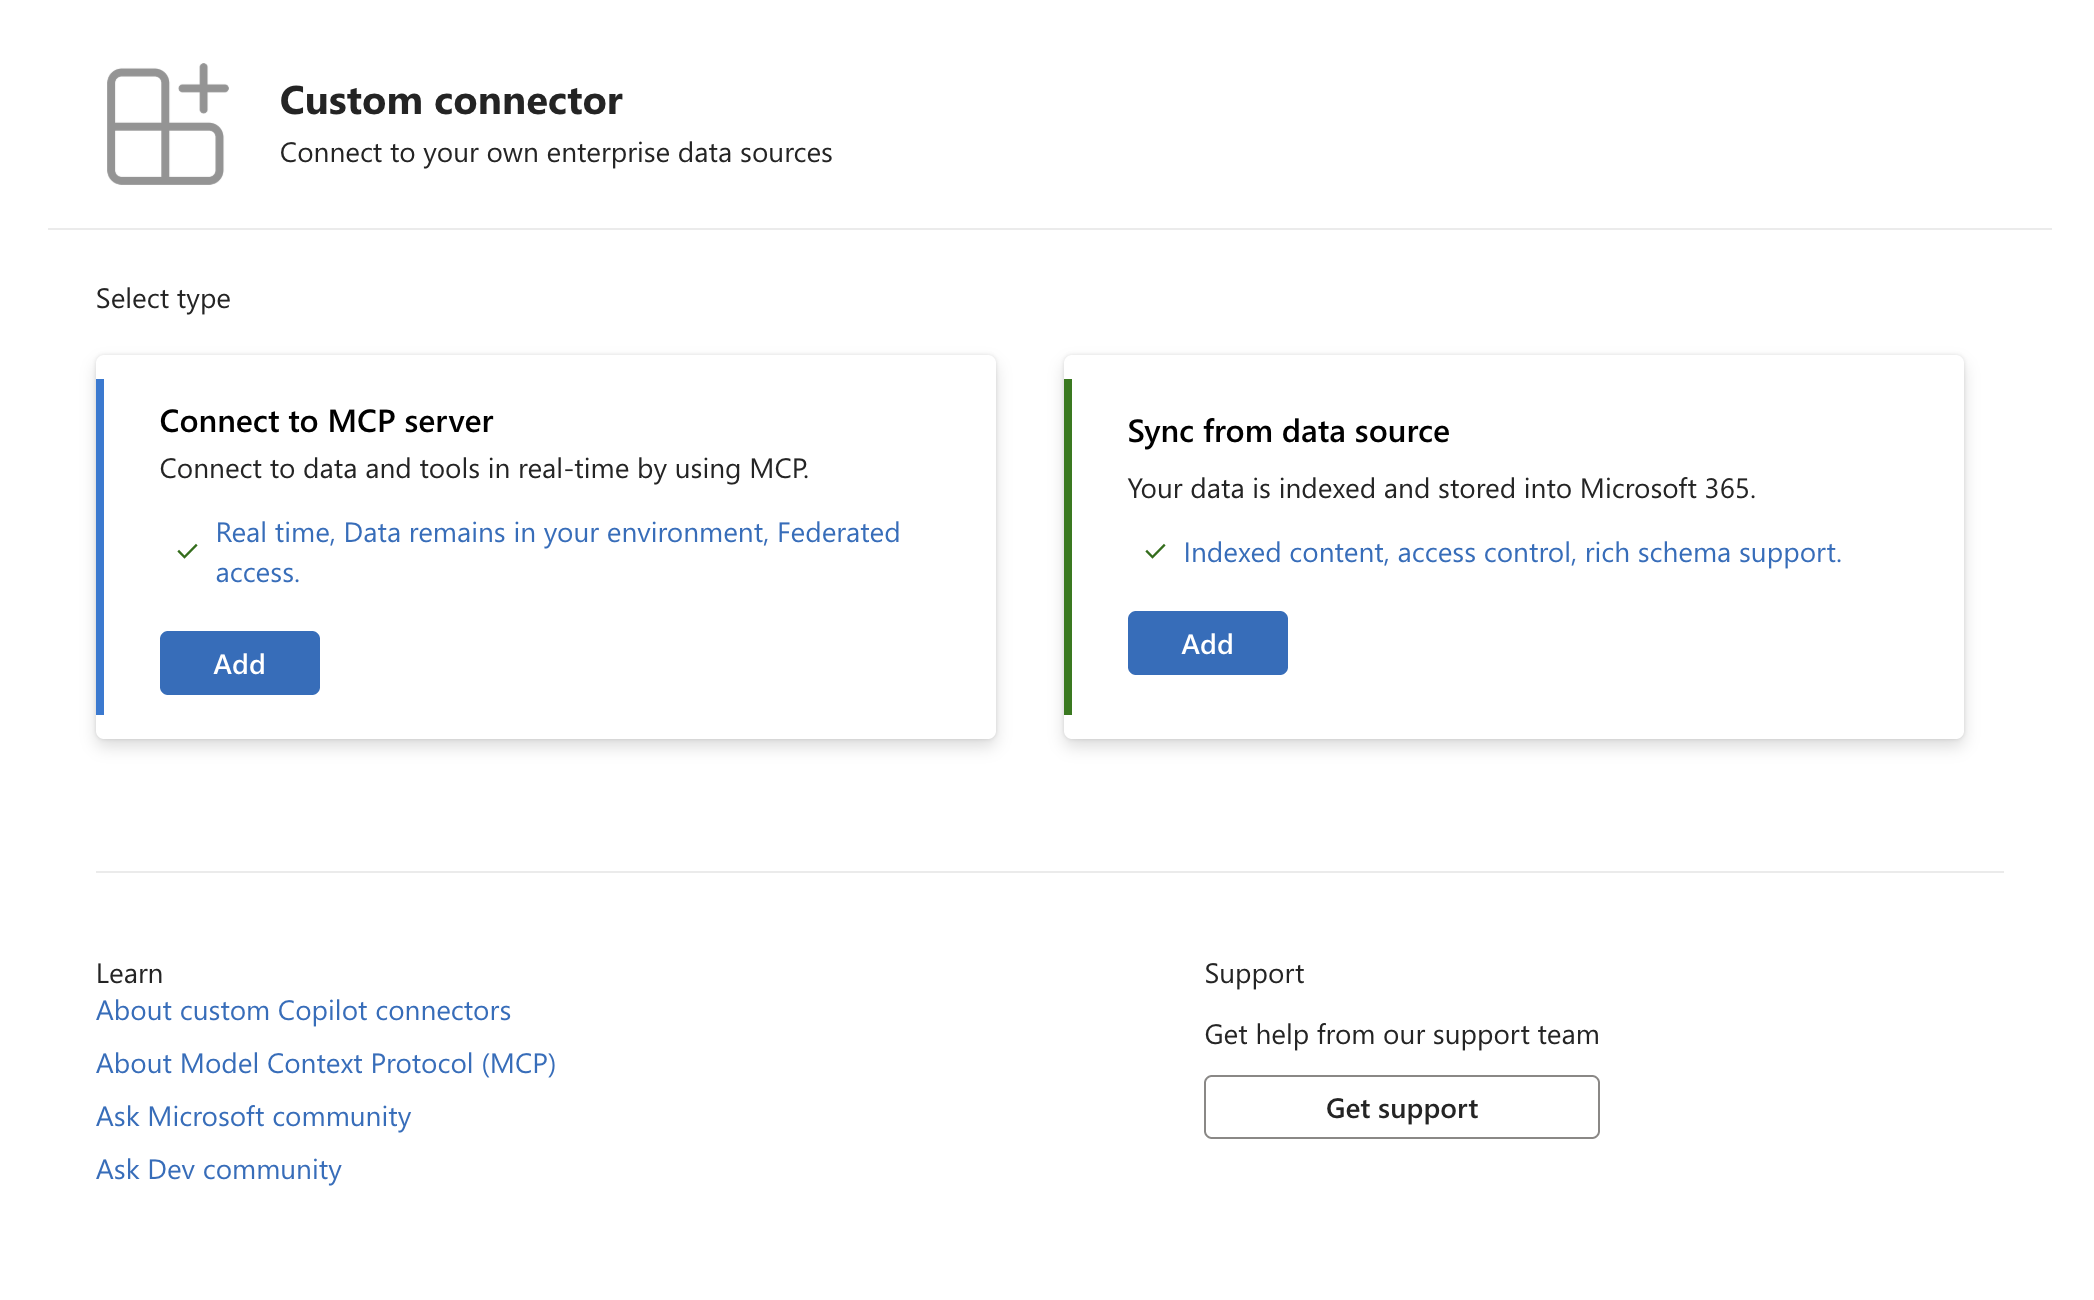 Custom connector
Connect to your own enterprise data sources
Select type
Connect to MCP server
Connect to data and tools in real-time by using MCP.
Real time, Data remains in your environment, Federated
access.
Add
Sync from data source
Your data is indexed and stored into Microsoft 365.
Indexed content, access control, rich schema support.
Add
Learn
About custom Copilot connectors
About Model Context Protocol (MCP)
Ask Microsoft community
Ask Dev community
Support
Get help from our support team
Get support